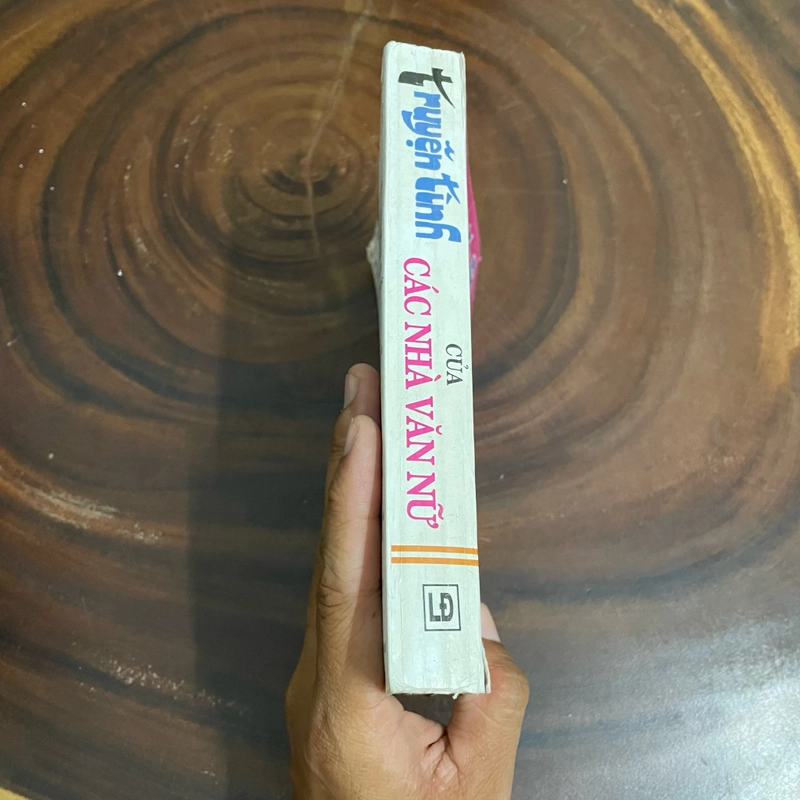 truyện tình
CỦA
CÁC NHÀ VĂN NỮ
LĐ